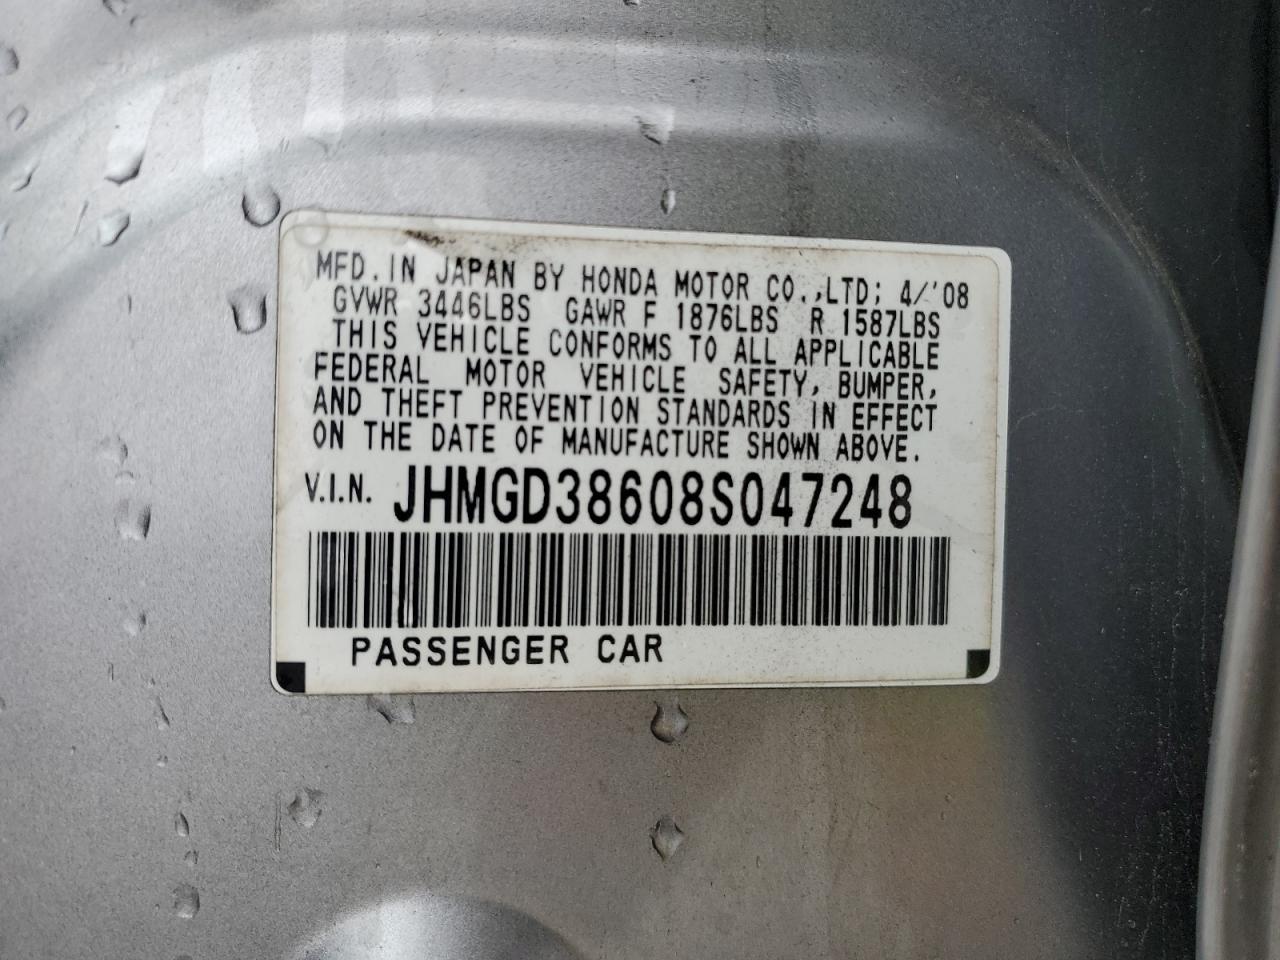 MFD. IN JAPAN BY HONDA MOTOR CO.,LTD; 4/'08
GVWR 3446LBS GAWR F 1876LBS R 1587LBS
THIS VEHICLE CONFORMS TO ALL APPLICABLE
FEDERAL MOTOR VEHICLE SAFETY, BUMPER,
AND THEFT PREVENTION STANDARDS IN EFFECT
ON THE DATE OF MANUFACTURE SHOWN ABOVE.
V.I.N. JHMGD38608S047248
PASSENGER CAR